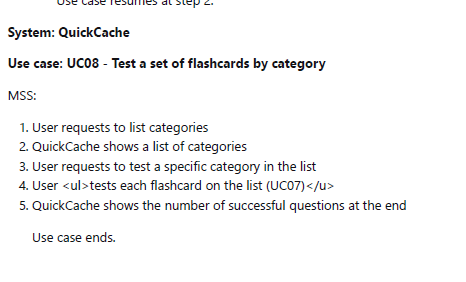 Use case resumes at step 2.
System: QuickCache
Use case: UC08 - Test a set of flashcards by category
MSS:
1. User requests to list categories
2. QuickCache shows a list of categories
3. User requests to test a specific category in the list
4. User <ul>tests each flashcard on the list (UC07)</u>
5. QuickCache shows the number of successful questions at the end
Use case ends.